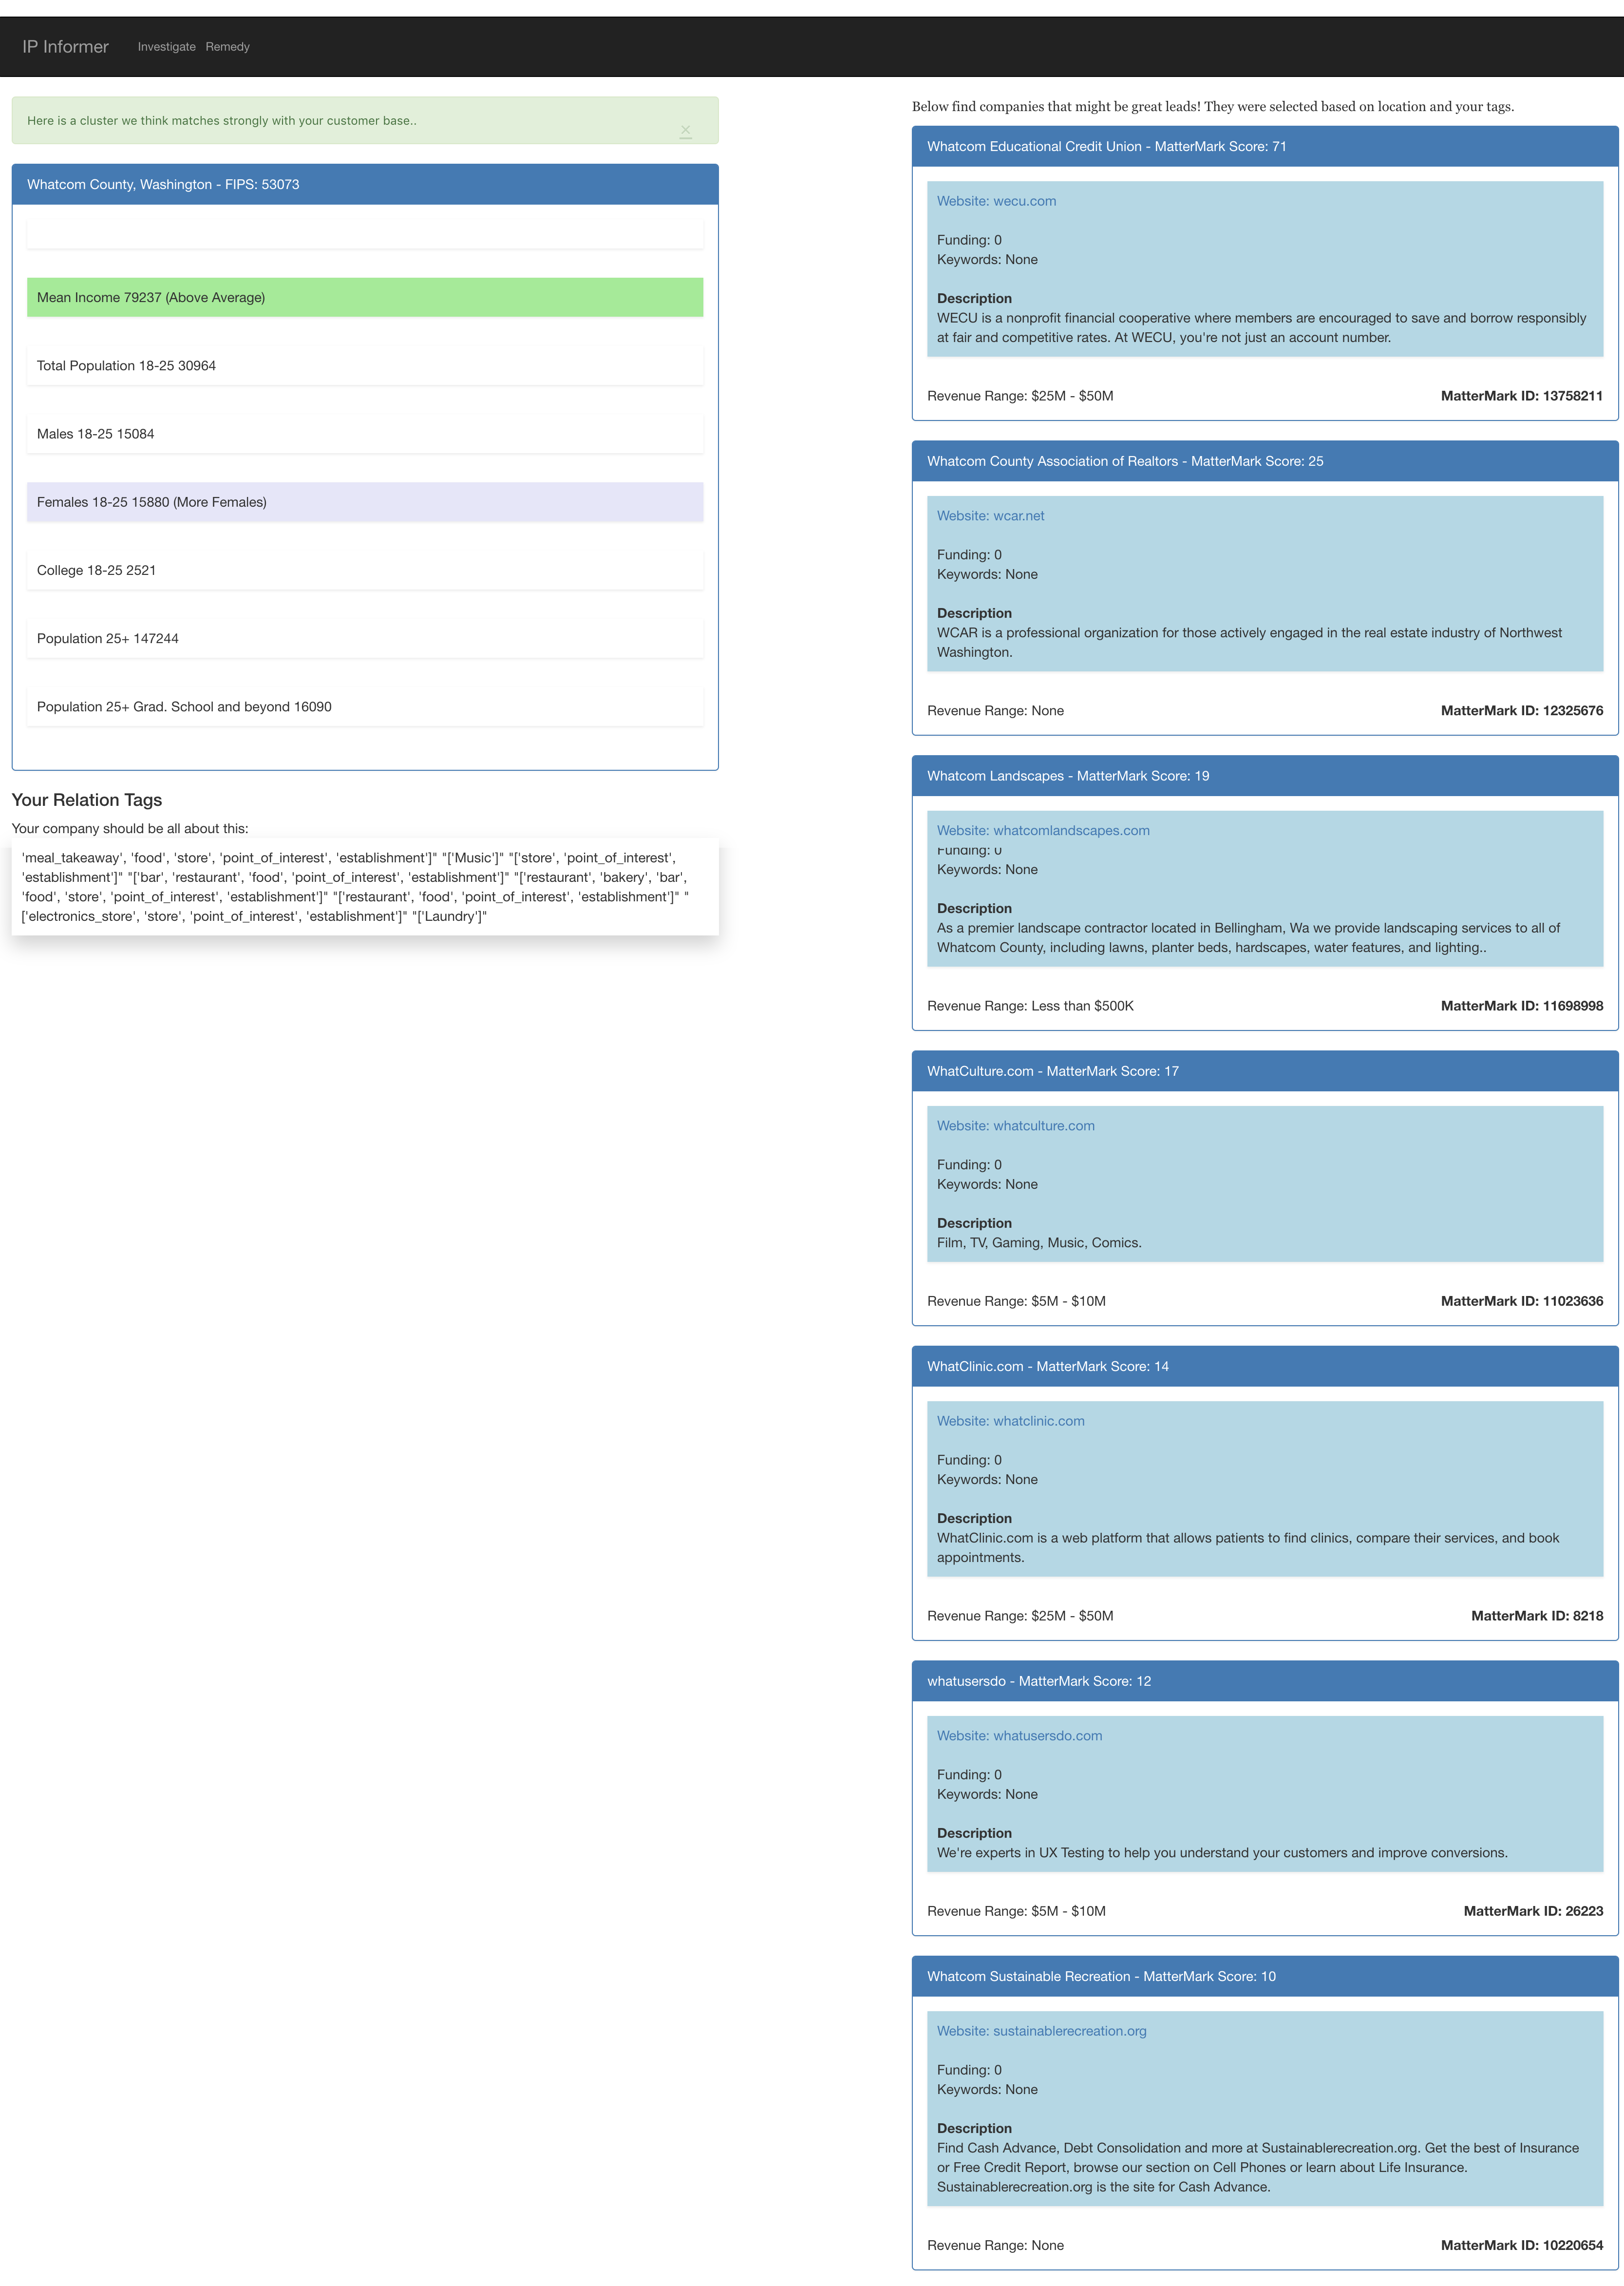 IP Informer Investigate Remedy
Here is a cluster we think matches strongly with your customer base..
×
Whatcom County, Washington - FIPS: 53073
Mean Income 79237 (Above Average)
Total Population 18-25 30964
Males 18-25 15084
Females 18-25 15880 (More Females)
College 18-25 2521
Population 25+ 147244
Population 25+ Grad. School and beyond 16090
Your Relation Tags
Your company should be all about this:
'meal_takeaway', 'food', 'store', 'point_of_interest', 'establishment']" "['Music']" "['store', 'point_of_interest',
'establishment']" "['bar', 'restaurant', 'food', 'point_of_interest', 'establishment']" "['restaurant', 'bakery', 'bar',
'food', 'store', 'point_of_interest', 'establishment']" "['restaurant', 'food', 'point_of_interest', 'establishment']" "
['electronics_store', 'store', 'point_of_interest', 'establishment']" "['Laundry']"
Below find companies that might be great leads! They were selected based on location and your tags.
Whatcom Educational Credit Union - MatterMark Score: 71
Website: wecu.com
Funding: 0
Keywords: None
Description
WECU is a nonprofit financial cooperative where members are encouraged to save and borrow responsibly
at fair and competitive rates. At WECU, you're not just an account number.
Revenue Range: $25M - $50M MatterMark ID: 13758211
Whatcom County Association of Realtors - MatterMark Score: 25
Website: wcar.net
Funding: 0
Keywords: None
Description
WCAR is a professional organization for those actively engaged in the real estate industry of Northwest
Washington.
Revenue Range: None MatterMark ID: 12325676
Whatcom Landscapes - MatterMark Score: 19
Website: whatcomlandscapes.com
Funding: 0
Keywords: None
Description
As a premier landscape contractor located in Bellingham, Wa we provide landscaping services to all of
Whatcom County, including lawns, planter beds, hardscapes, water features, and lighting..
Revenue Range: Less than $500K MatterMark ID: 11698998
WhatCulture.com - MatterMark Score: 17
Website: whatculture.com
Funding: 0
Keywords: None
Description
Film, TV, Gaming, Music, Comics.
Revenue Range: $5M - $10M MatterMark ID: 11023636
WhatClinic.com - MatterMark Score: 14
Website: whatclinic.com
Funding: 0
Keywords: None
Description
WhatClinic.com is a web platform that allows patients to find clinics, compare their services, and book
appointments.
Revenue Range: $25M - $50M MatterMark ID: 8218
whatusersdo - MatterMark Score: 12
Website: whatusersdo.com
Funding: 0
Keywords: None
Description
We're experts in UX Testing to help you understand your customers and improve conversions.
Revenue Range: $5M - $10M MatterMark ID: 26223
Whatcom Sustainable Recreation - MatterMark Score: 10
Website: sustainablerecreation.org
Funding: 0
Keywords: None
Description
Find Cash Advance, Debt Consolidation and more at Sustainablerecreation.org. Get the best of Insurance
or Free Credit Report, browse our section on Cell Phones or learn about Life Insurance.
Sustainablerecreation.org is the site for Cash Advance.
Revenue Range: None MatterMark ID: 10220654